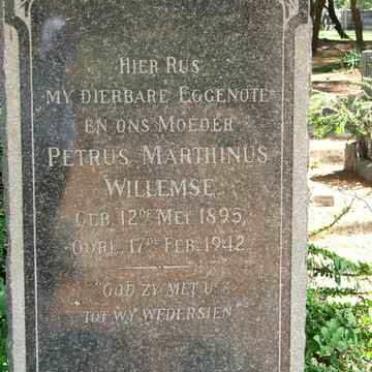 HIER RUS
MY DIERBARE EGGENOTE
EN ONS MOEDER
PETRUS MARTHINUS
WILLEMSE.
GEB. 12DE MEI 1895,
OORL. 17DE FEB. 1942.
"GOD ZY MET U
TOT WY WEDERSIEN"